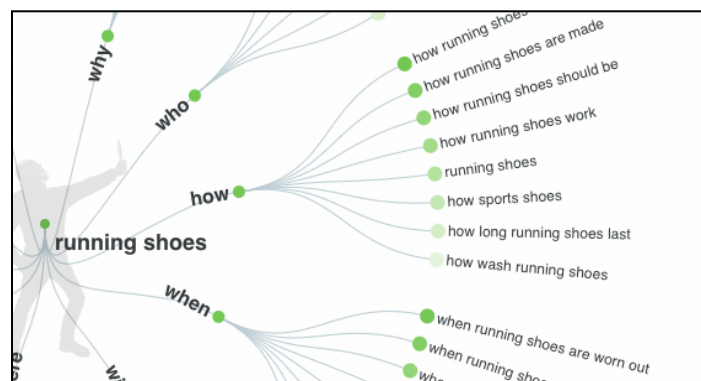 why
who
how
running shoes
when
how running shoes
how running shoes are made
how running shoes should be
how running shoes work
running shoes
how sports shoes
how long running shoes last
how wash running shoes
when running shoes are worn out
when running